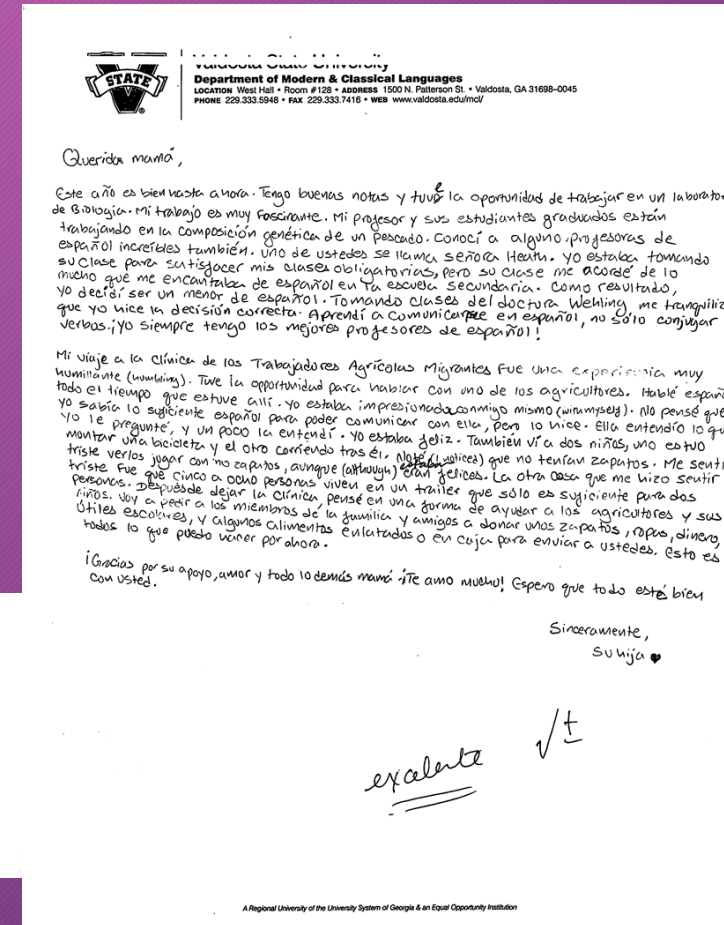 STATE
V
Valdosta State University
Department of Modern & Classical Languages
LOCATION West Hall • Room #128 • ADDRESS 1500 N. Patterson St. • Valdosta, GA 31698–0045
PHONE 229.333.5948 • FAX 229.333.7416 • WEB www.valdosta.edu/mcl/
Querida mamá,
Este año es bien hasta ahora. Tengo buenas notas y tuve la oportunidad de trabajar en un laborator
de Biología. Mi trabajo es muy fascinante. Mi profesor y sus estudiantes graduados están
trabajando en la composición genética de un pescado. Conocí a alguno profesoras de
español increíbles también. Uno de ustedes se llama señora Heath. Yo estaba tomando
su clase para satisfacer mis clases obligatorias, pero su clase me acordé de lo
mucho que me encantaba de español en la escuela secundaria. Como resultado,
yo decidí ser un menor de español. Tomando clases del doctura Wehling me tranquiliz
que yo hice la decisión correcta. Aprendí a comunicarse en español, no sólo conjugar
verbos. ¡Yo siempre tengo los mejores profesores de español!
Mi viaje a la Clínica de los Trabajadores Agrícolas Migrantes fue una experiencia muy
humillante (humbling). Tuve la opportunidad para hablar con uno de los agricultores. Hablé españo
todo el tiempo que estuve allí. Yo estaba impresionada conmigo mismo (with myself). No pensé que
yo sabía lo suficiente español para poder comunicar con ella, pero lo hice. Ella entendío lo qu
yo le pregunté, y un poco la entendí. Yo estaba feliz. También ví a dos niños, uno estuo
montar una bicicleta y el otro corriendo tras él. Noté (I noticed) que no tenían zapatos. Me sentí
triste verlos jugar con no zapatos, aunque (although) eran felices. La otra cosa que me hizo sentir
triste fue que cinco a ocho personas viven en un trailer que sólo es suficiente para dos
personas. Después de dejar la clínica, pensé en una forma de ayudar a los agricultores y sus
niños. Voy a pedir a los miembros de la familia y amigos a donar unos zapatos, ropas, dinero,
útiles escolares, y algunos alimentos enlatados o en caja para enviar a ustedes. Esto es
todos lo que puedo hacer por ahora.
¡Gracias por su apoyo, amor y todo lo demás mamá. ¡Te amo mucho! Espero que todo esté bien
con usted.
Sinceramente,
Su hija
excelente √+
A Regional University of the University System of Georgia & an Equal Opportunity Institution